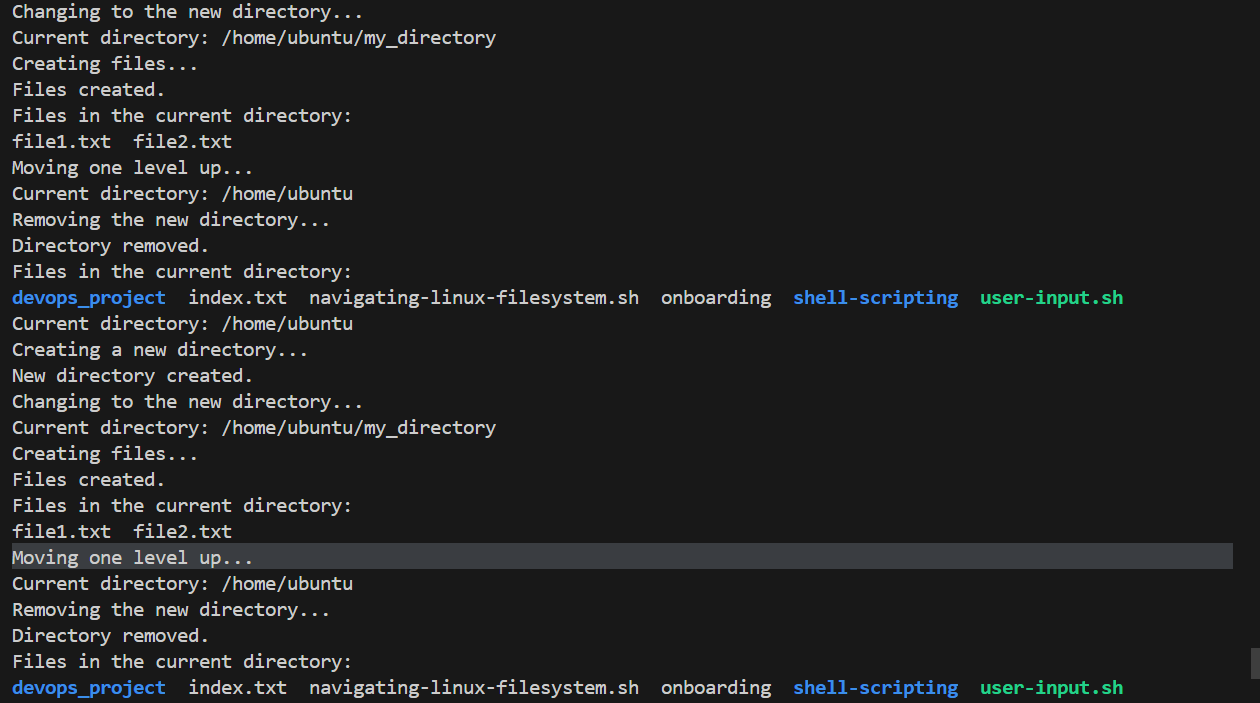 Changing to the new directory...
Current directory: /home/ubuntu/my_directory
Creating files...
Files created.
Files in the current directory:
file1.txt  file2.txt
Moving one level up...
Current directory: /home/ubuntu
Removing the new directory...
Directory removed.
Files in the current directory:
devops_project  index.txt  navigating-linux-filesystem.sh  onboarding  shell-scripting  user-input.sh
Current directory: /home/ubuntu
Creating a new directory...
New directory created.
Changing to the new directory...
Current directory: /home/ubuntu/my_directory
Creating files...
Files created.
Files in the current directory:
file1.txt  file2.txt
Moving one level up...
Current directory: /home/ubuntu
Removing the new directory...
Directory removed.
Files in the current directory:
devops_project  index.txt  navigating-linux-filesystem.sh  onboarding  shell-scripting  user-input.sh